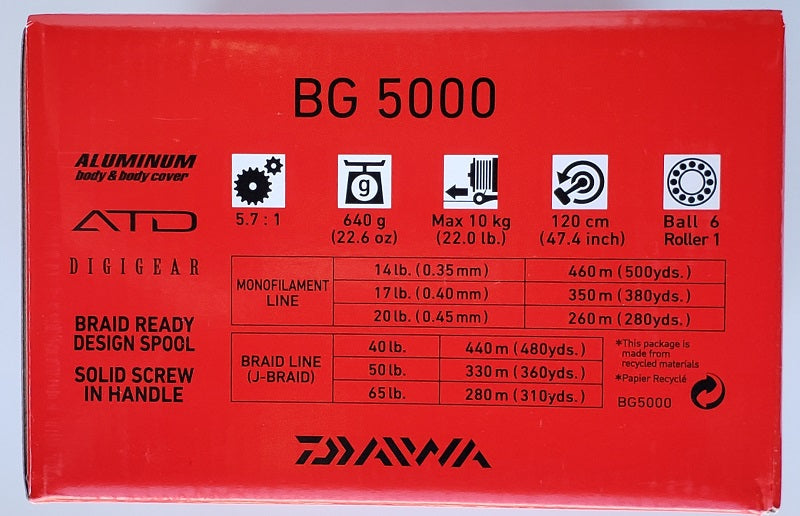 BG 5000
ALUMINUM
body & body cover
ATD
DIGIGEAR
BRAID READY
DESIGN SPOOL
SOLID SCREW
IN HANDLE
5.7 : 1
g
640 g
(22.6 oz)
Max 10 kg
(22.0 lb.)
120 cm
(47.4 inch)
Ball 6
Roller 1
MONOFILAMENT
LINE
14 lb. (0.35 mm) 460 m (500yds.)
17 lb. (0.40 mm) 350 m (380yds.)
20 lb. (0.45 mm) 260 m (280yds.)
BRAID LINE
(J-BRAID)
40 lb. 440 m (480yds.)
50 lb. 330 m (360yds.)
65 lb. 280 m (310yds.)
*This package is
made from
recycled materials
*Papier Recyclé
BG5000
DAIWA